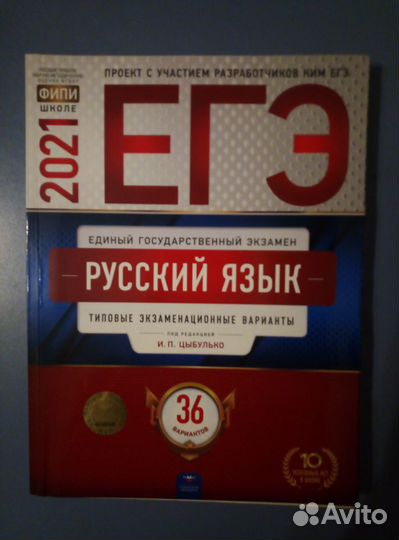 ПРОЕКТ С УЧАСТИЕМ РАЗРАБОТЧИКОВ КИМ ЕГЭ
ФИПИ
ШКОЛЕ
2021
ЕГЭ
ЕДИНЫЙ ГОСУДАРСТВЕННЫЙ ЭКЗАМЕН
РУССКИЙ ЯЗЫК
ТИПОВЫЕ ЭКЗАМЕНАЦИОННЫЕ ВАРИАНТЫ
ПОД РЕДАКЦИЕЙ
И. П. ЦЫБУЛЬКО
36
ВАРИАНТОВ
10
Avito